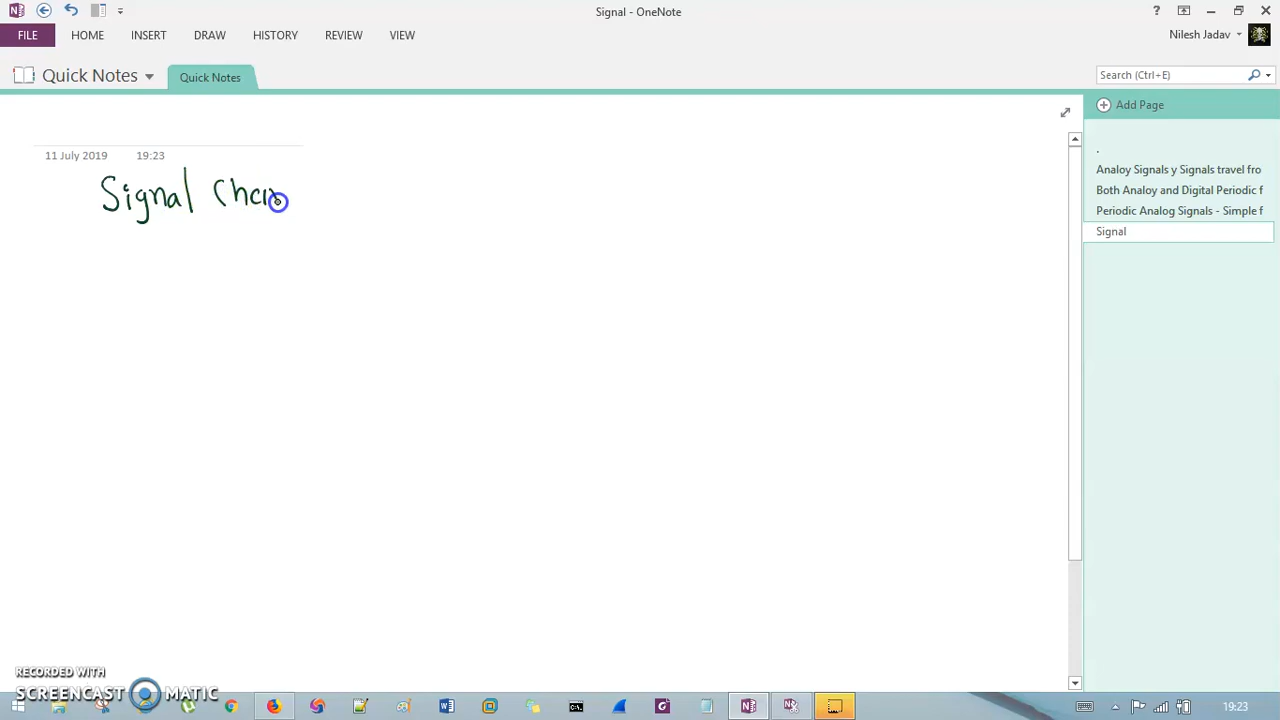 Signal - OneNote
FILE HOME INSERT DRAW HISTORY REVIEW VIEW
Nilesh Jadav
Quick Notes Quick Notes
Search (Ctrl+E)
Add Page
11 July 2019 19:23
Signal Char
.
Analoy Signals y Signals travel fro
Both Analoy and Digital Periodic f
Periodic Analog Signals - Simple f
Signal
RECORDED WITH
SCREENCAST MATIC
19:23